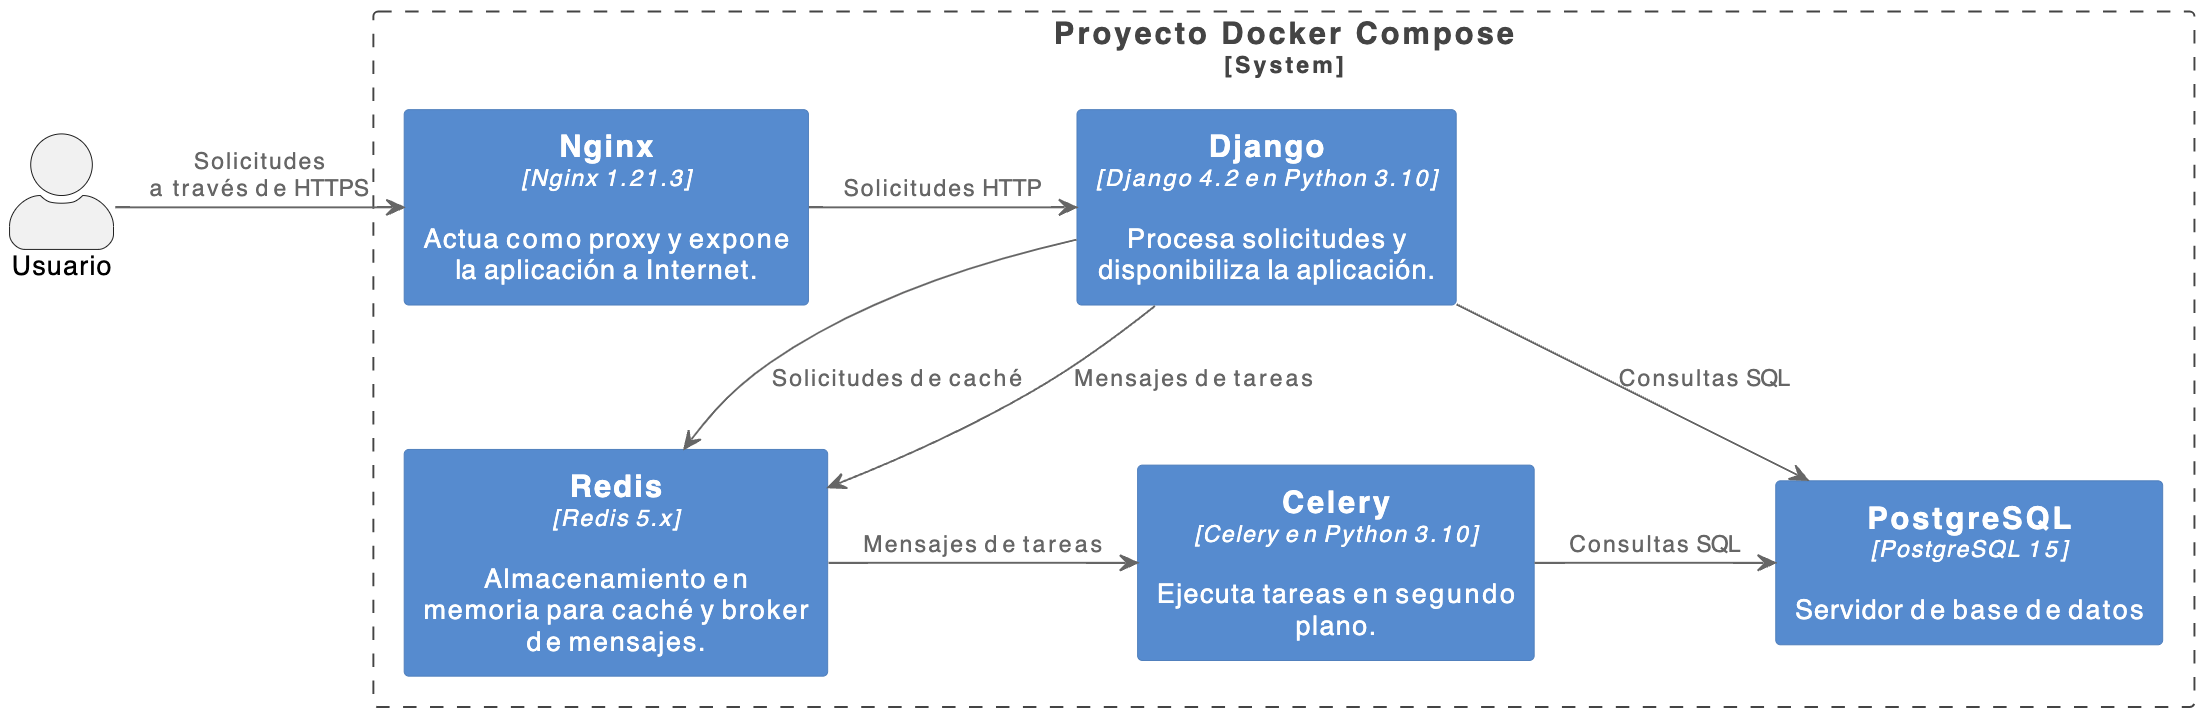 Proyecto Docker Compose
[System]
Usuario
Solicitudes
a través de HTTPS
Nginx
[Nginx 1.21.3]
Actua como proxy y expone
la aplicación a Internet.
Solicitudes HTTP
Django
[Django 4.2 en Python 3.10]
Procesa solicitudes y
disponibiliza la aplicación.
Solicitudes de caché
Mensajes de tareas
Consultas SQL
Redis
[Redis 5.x]
Almacenamiento en
memoria para caché y broker
de mensajes.
Mensajes de tareas
Celery
[Celery en Python 3.10]
Ejecuta tareas en segundo
plano.
Consultas SQL
PostgreSQL
[PostgreSQL 15]
Servidor de base de datos